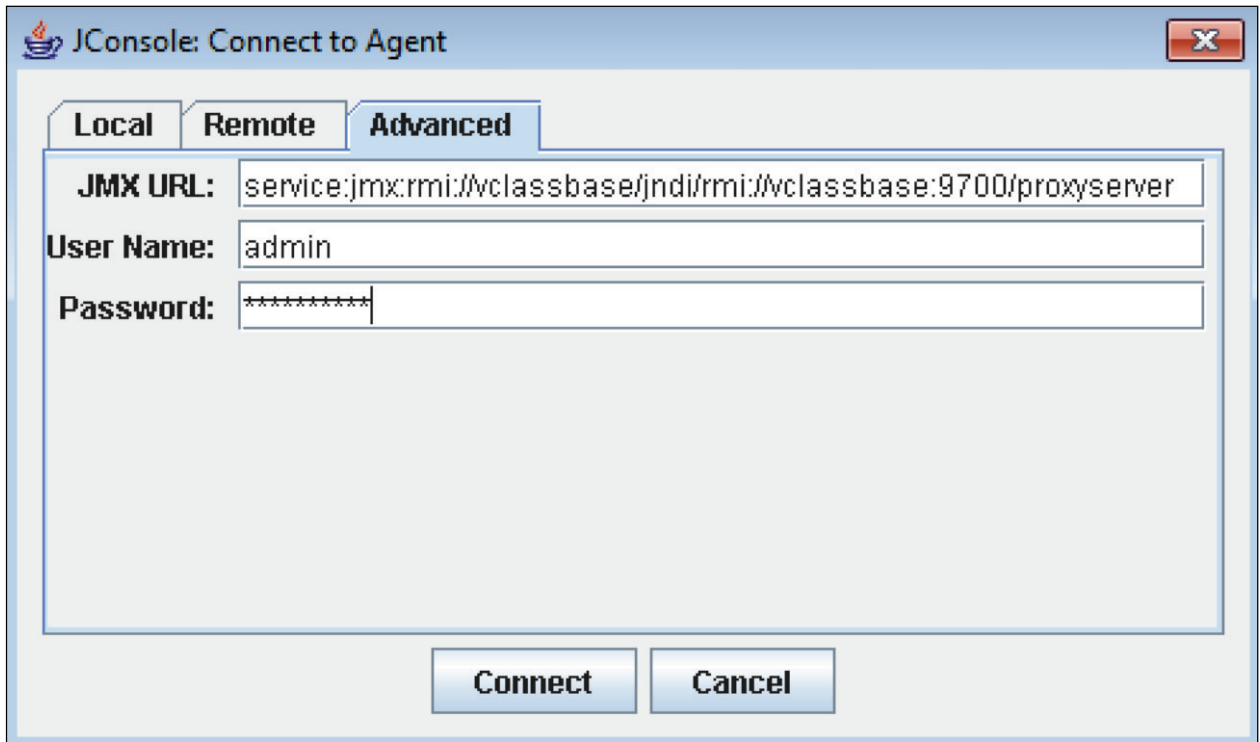 JConsole: Connect to Agent
Local Remote Advanced
JMX URL: service:jmx:rmi://vclassbase/jndi/rmi://vclassbase:9700/proxyserver
User Name: admin
Password: **********
Connect Cancel